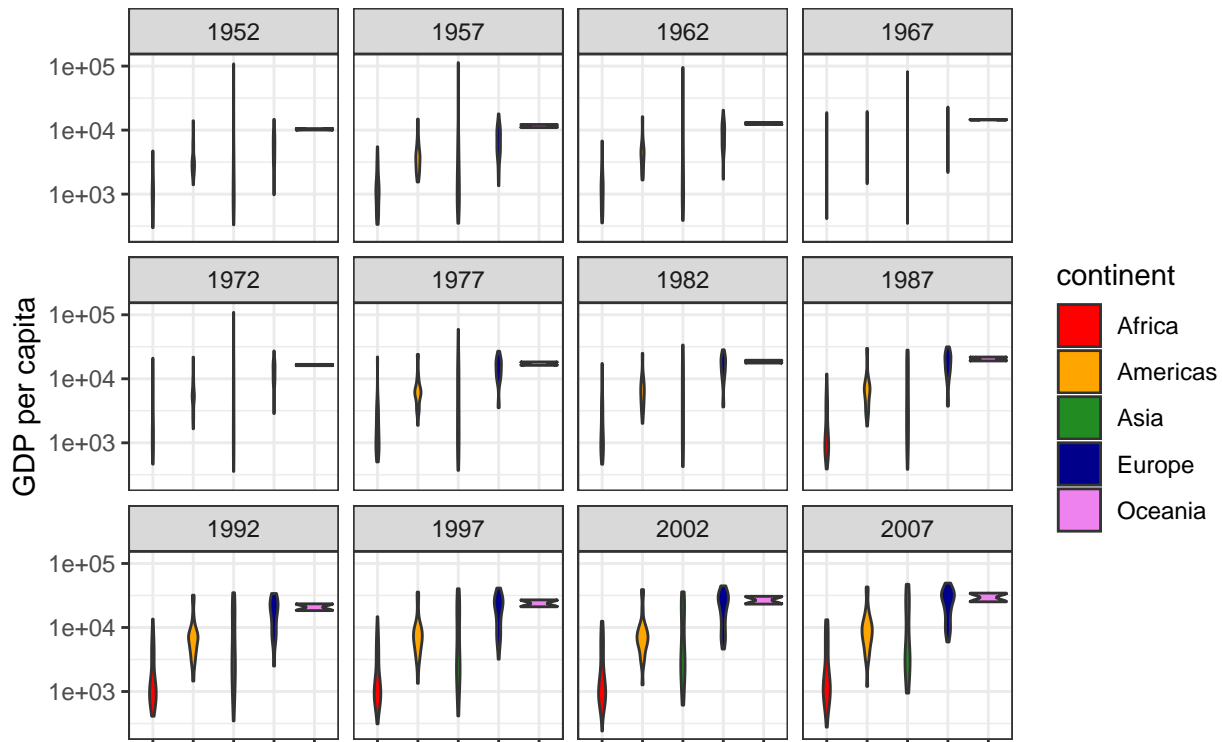 1952 1957 1962 1967
1e+05
1e+04
1e+03
1972 1977 1982 1987
1e+05
1e+04
1e+03
1992 1997 2002 2007
1e+05
1e+04
1e+03
GDP per capita
continent
Africa
Americas
Asia
Europe
Oceania